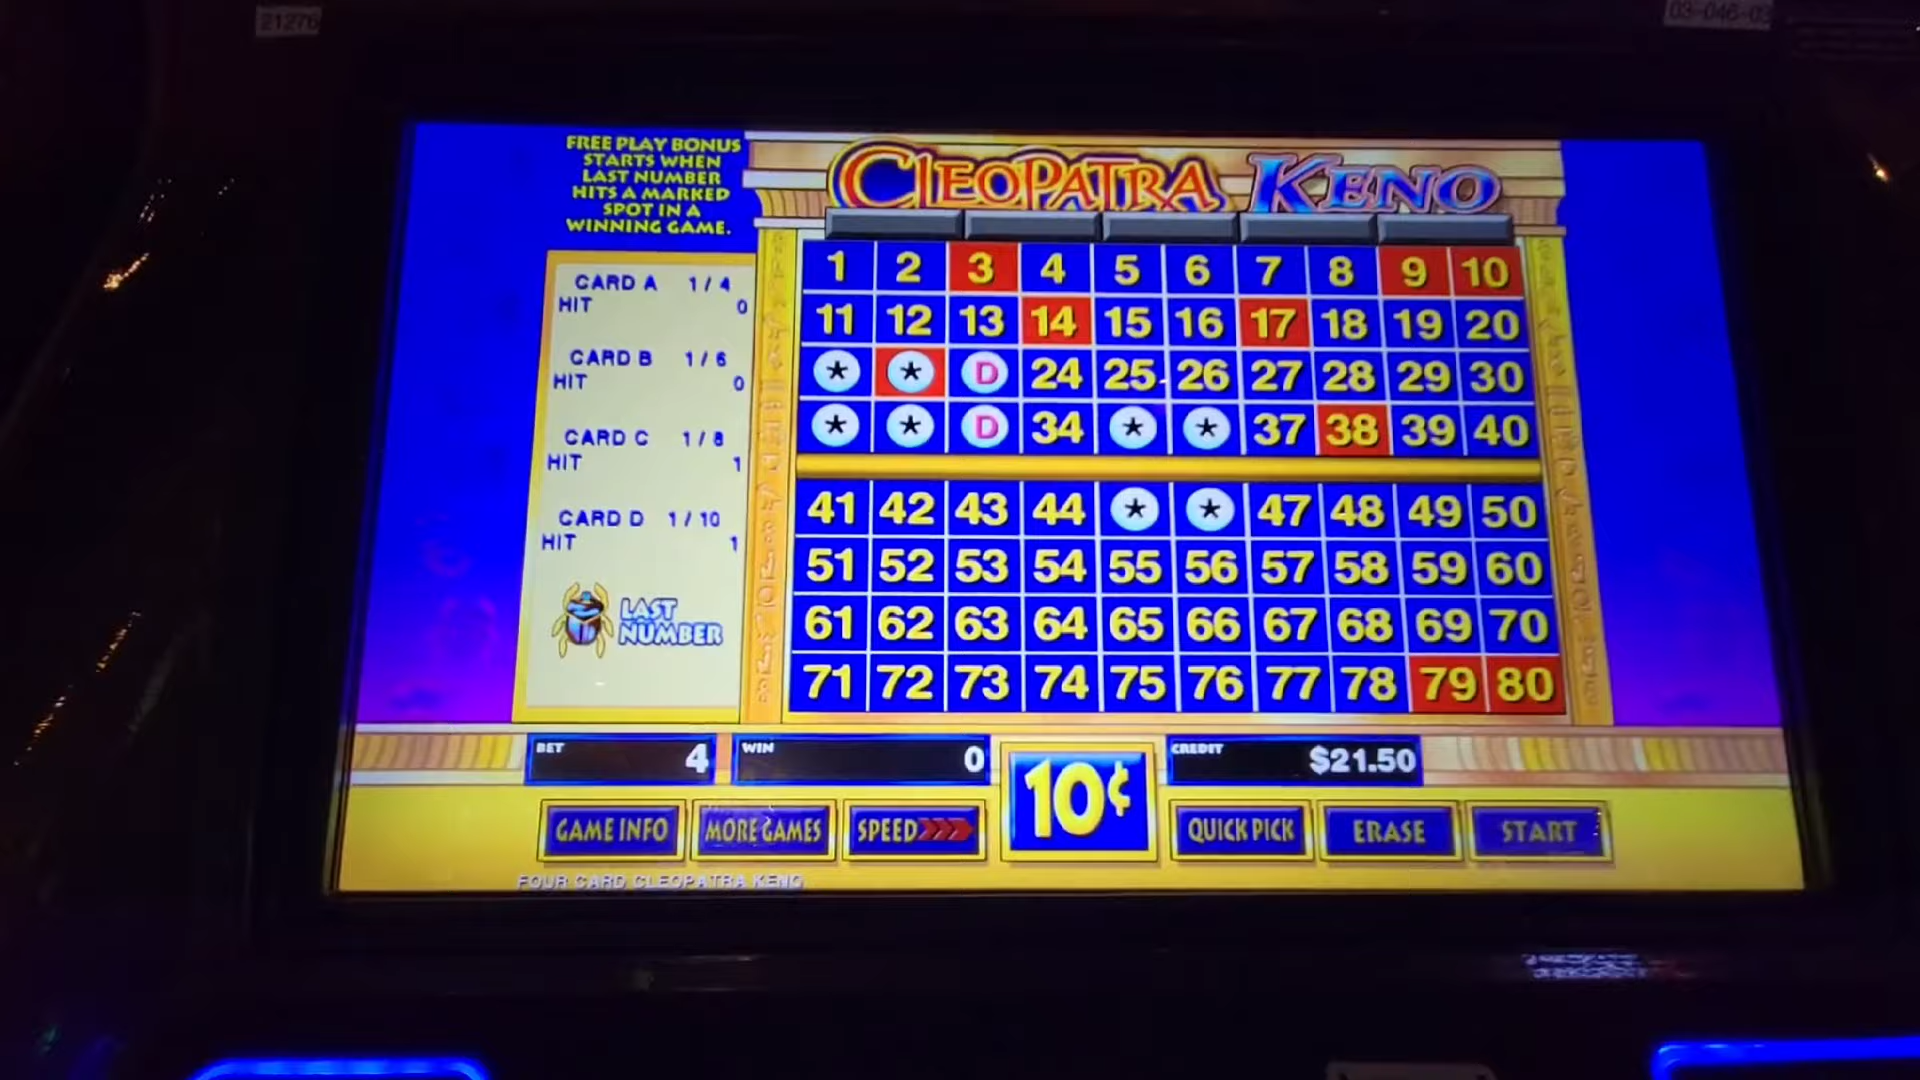 21276
03-046-03
FREE PLAY BONUS
STARTS WHEN
LAST NUMBER
HITS A MARKED
SPOT IN A
WINNING GAME.
CLEOPATRA KENO
CARD A 1/4
HIT 0
CARD B 1/6
HIT 0
CARD C 1/8
HIT 1
CARD D 1/10
HIT 1
LAST
NUMBER
1 2 3 4 5 6 7 8 9 10
11 12 13 14 15 16 17 18 19 20
* * D 24 25 26 27 28 29 30
* * D 34 * * 37 38 39 40
41 42 43 44 * * 47 48 49 50
51 52 53 54 55 56 57 58 59 60
61 62 63 64 65 66 67 68 69 70
71 72 73 74 75 76 77 78 79 80
BET 4 WIN 0 10¢ CREDIT $21.50
GAME INFO MORE GAMES SPEED QUICK PICK ERASE START
FOUR CARD CLEOPATRA KENO